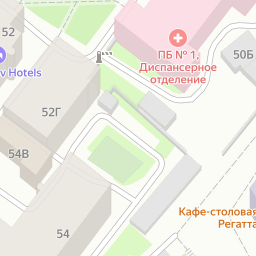 52
v Hotels
ПБ № 1,
Диспансерное
отделение
50Б
52Г
54В
54
Кафе-столовая
Регатта